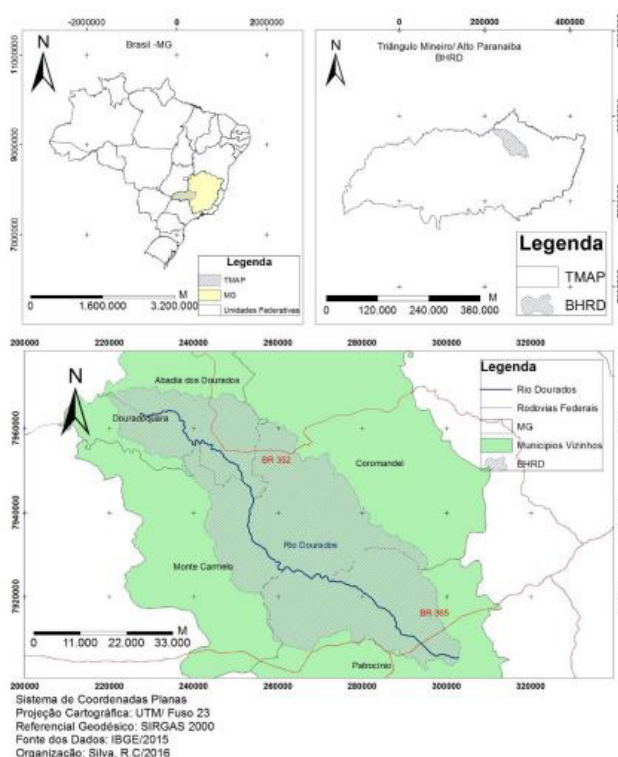 -2000000 0 2000000
N
Brasil -MG
11000000
9000000
7000000
Legenda
TMAP
MG
Unidades Federativas
M
0 1.600.000 3.200.000
0 200000 400000
N
Triângulo Mineiro/ Alto Paranaiba
BHRD
Legenda
TMAP
BHRD
M
0 120.000 240.000 360.000
200000 220000 240000 260000 280000 300000 320000
N
Abadia dos Dourados
Douradoquara
BR 352
Coromandel
Rio Dourados
Monte Carmelo
BR 365
Patrocínio
7960000
7940000
7920000
Legenda
Rio Dourados
Rodovias Federais
MG
Municipios Vizinhos
BHRD
M
0 11.000 22.000 33.000
200000 220000 240000 260000 280000 300000 320000
Sistema de Coordenadas Planas
Projeção Cartográfica: UTM/ Fuso 23
Referencial Geodésico: SIRGAS 2000
Fonte dos Dados: IBGE/2015
Organização: Silva, R.C/2016